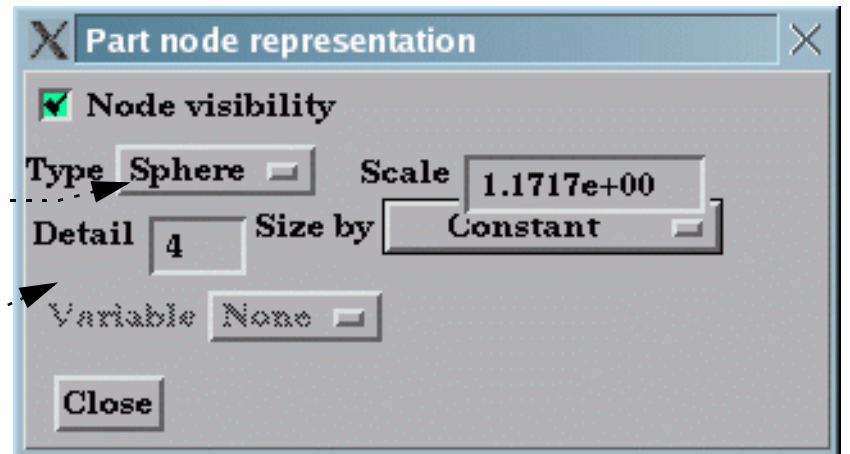 Part node representation
Node visibility
Type Sphere Scale 1.1717e+00
Detail 4 Size by Constant
Variable None
Close